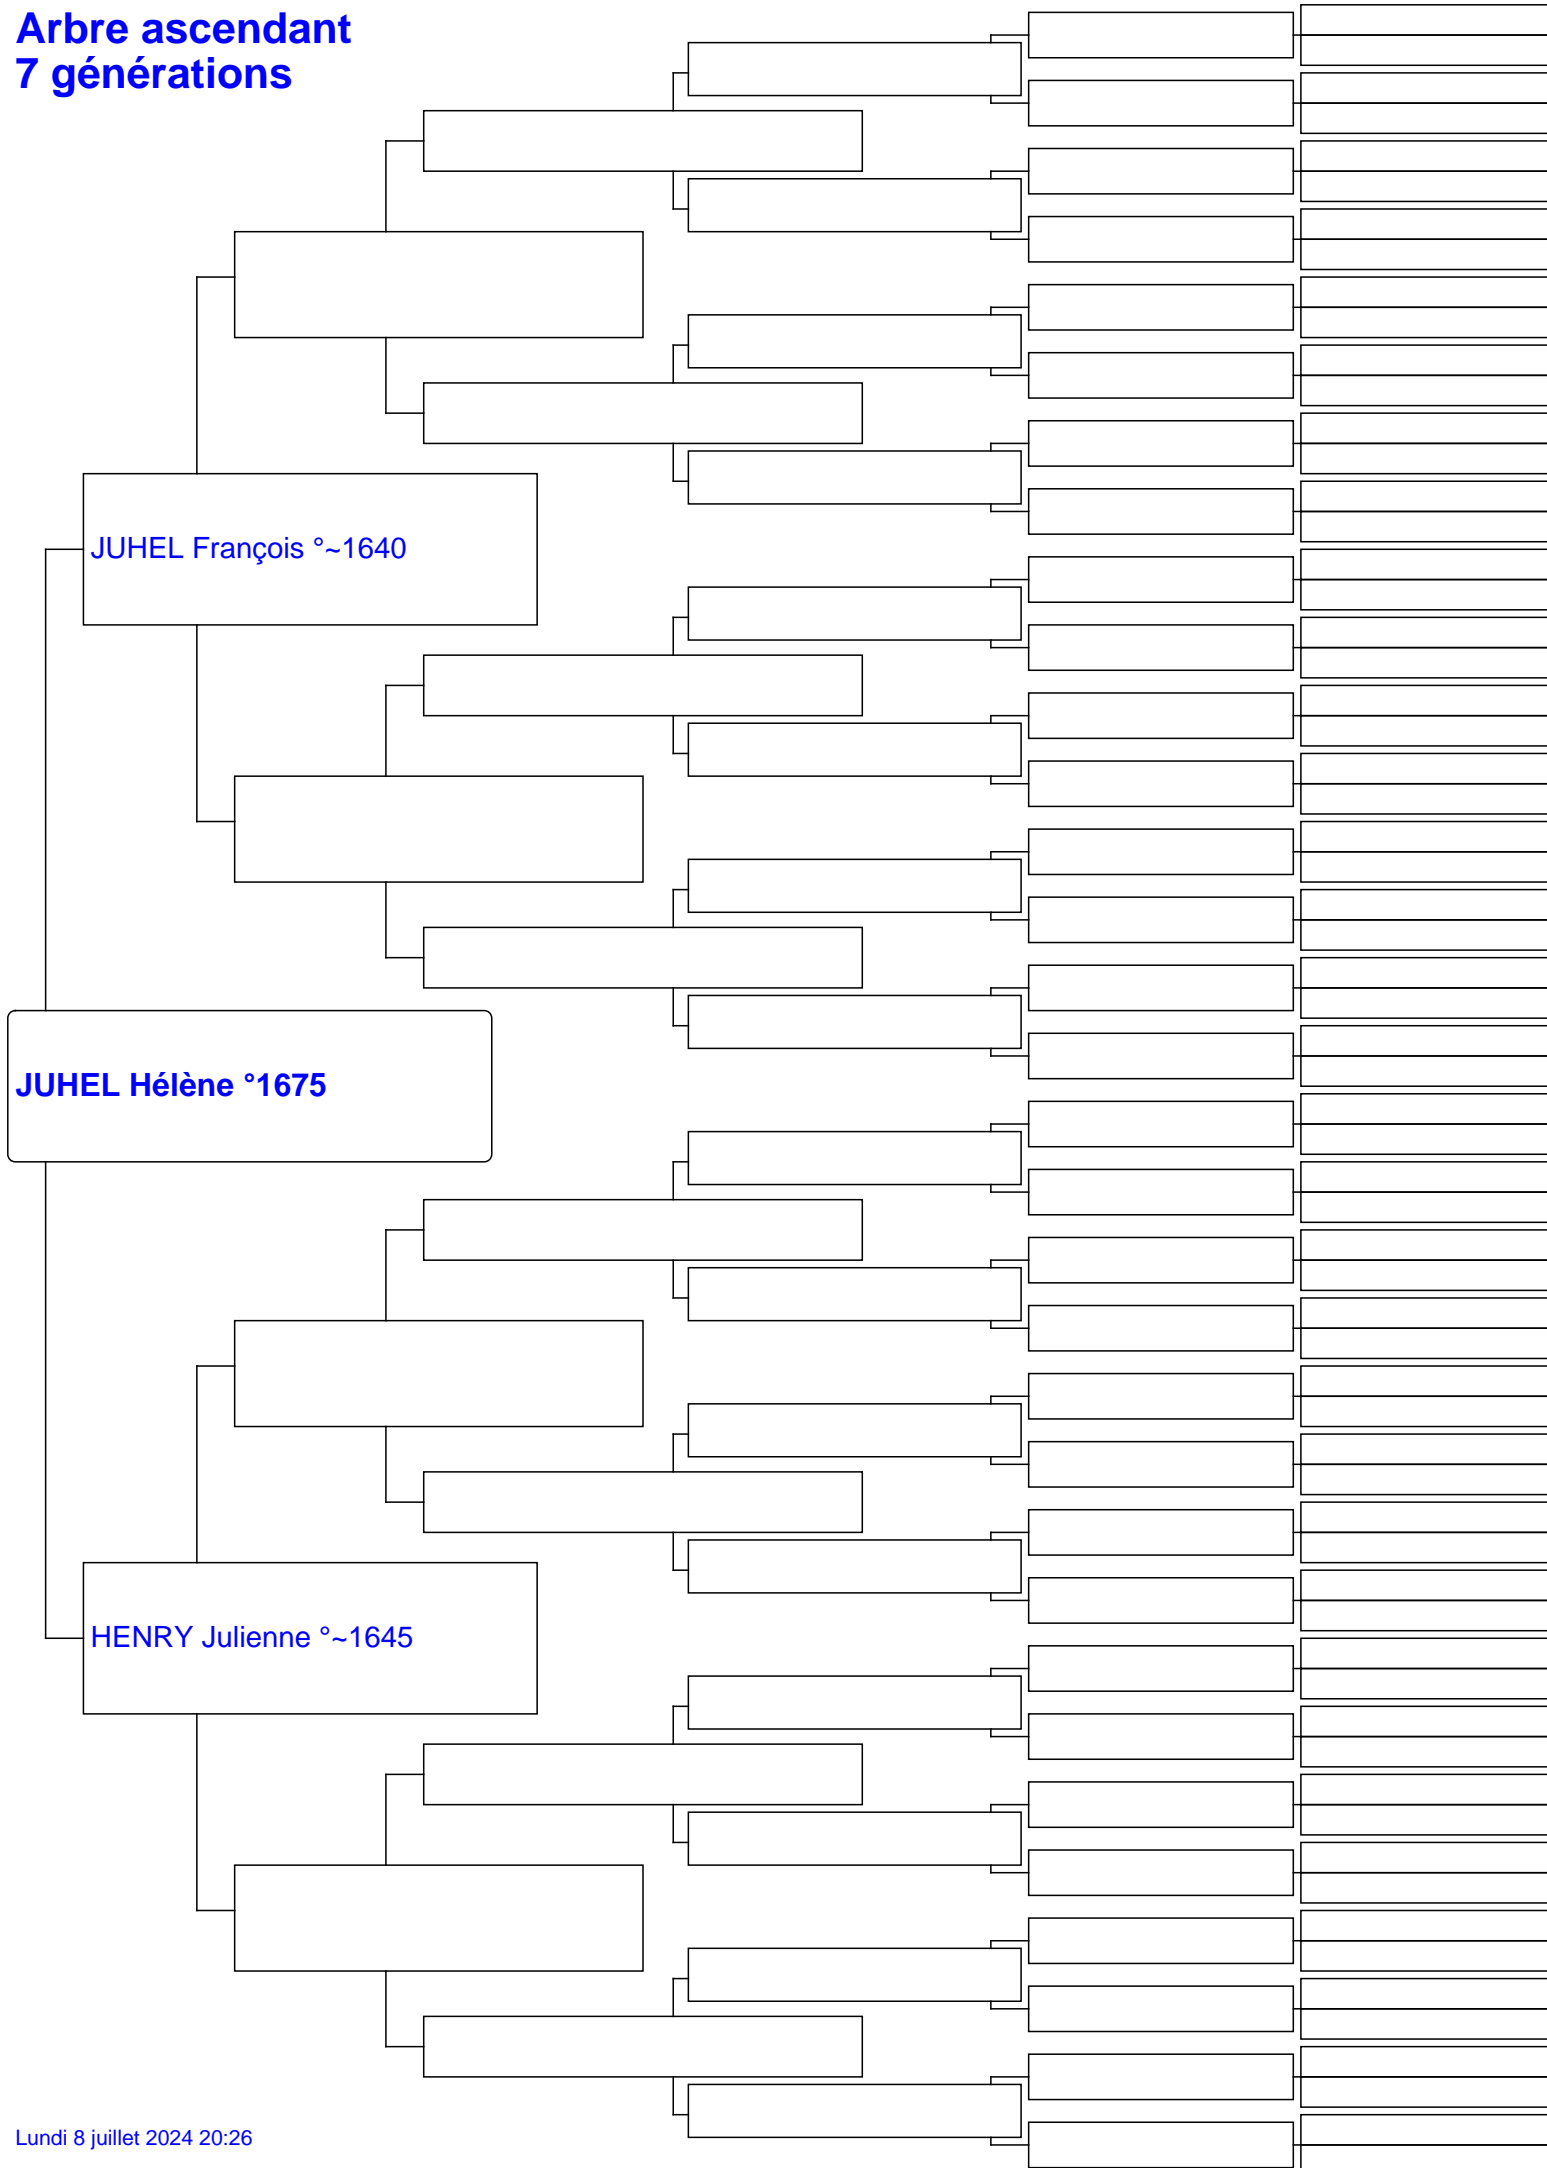 Arbre ascendant
7 générations
JUHEL François °~1640
JUHEL Hélène °1675
HENRY Julienne °~1645
Lundi 8 juillet 2024 20:26